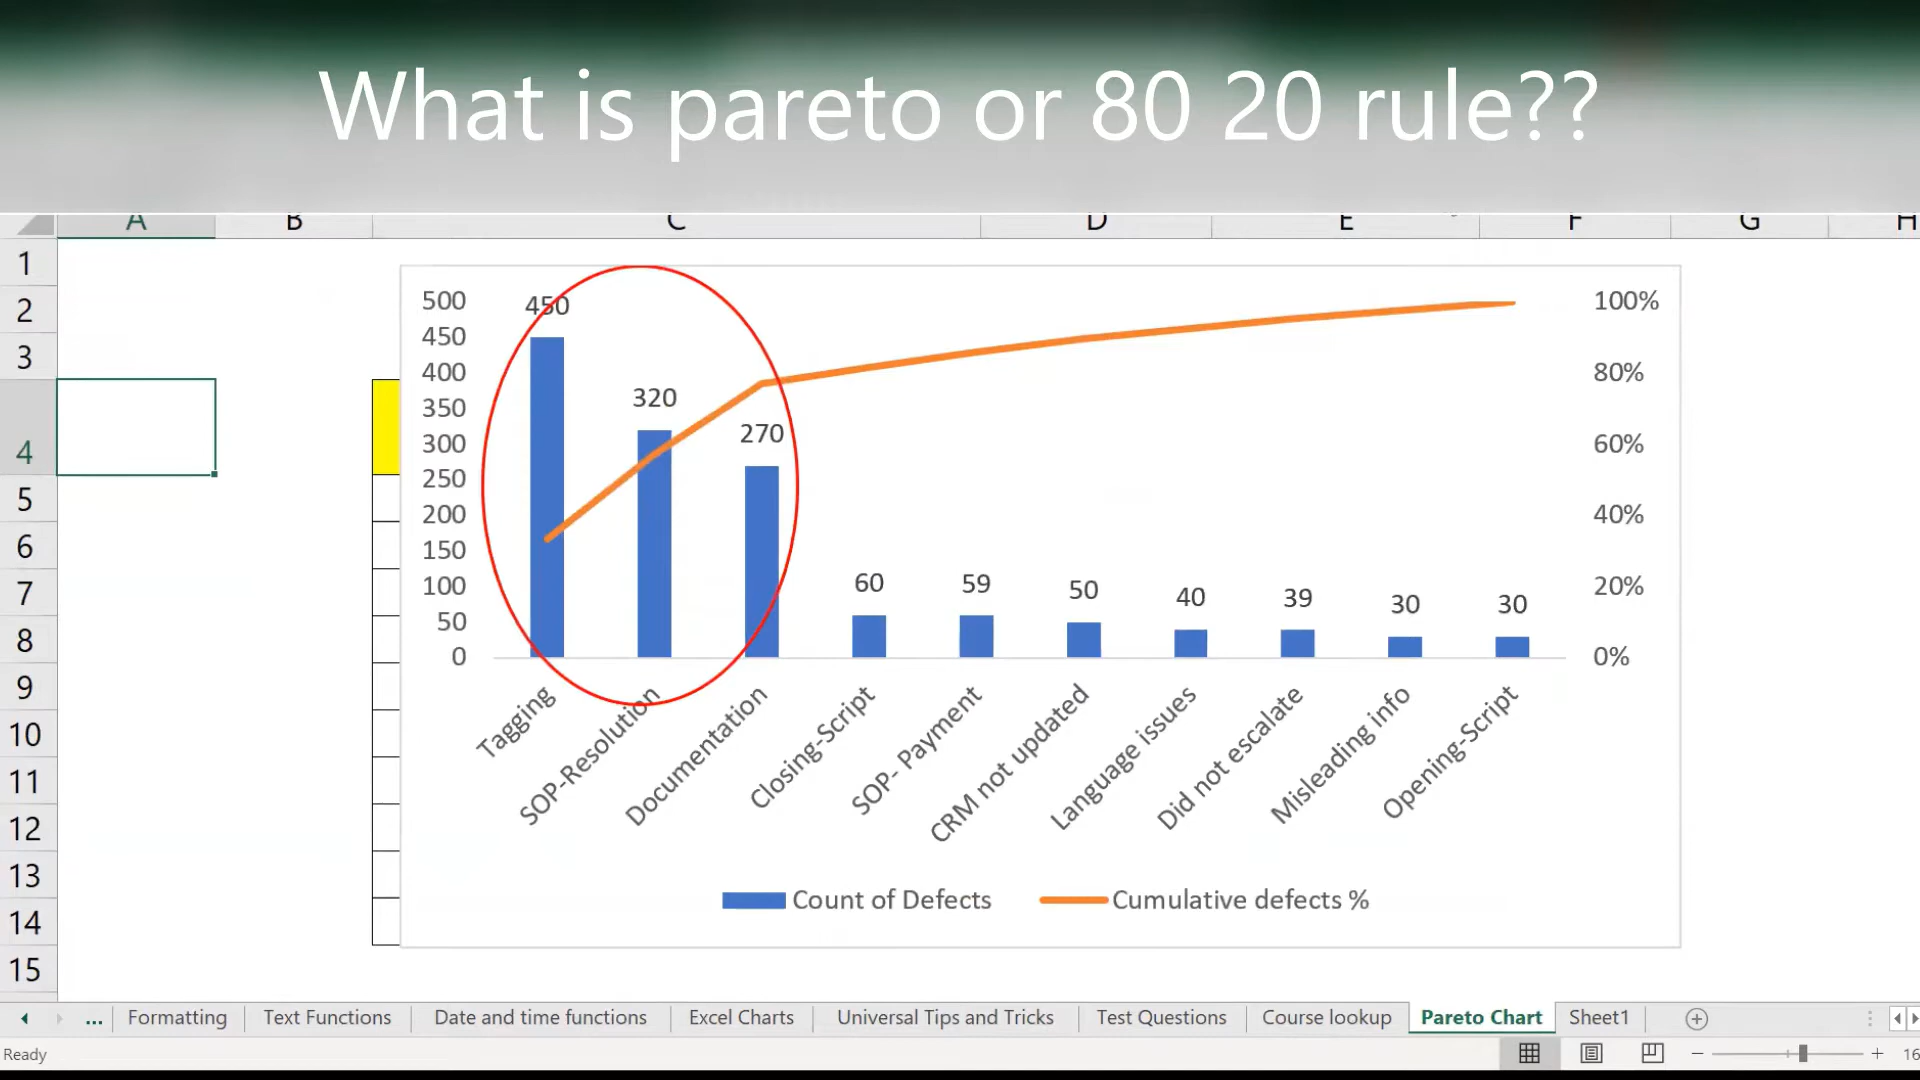 What is pareto or 80 20 rule??
A B C D E F G H
1
2
3
4
5
6
7
8
9
10
11
12
13
14
15
500
450
400
350
300
250
200
150
100
50
0
450
320
270
60
59
50
40
39
30
30
100%
80%
60%
40%
20%
0%
Tagging
SOP-Resolution
Documentation
Closing-Script
SOP- Payment
CRM not updated
Language issues
Did not escalate
Misleading info
Opening-Script
Count of Defects
Cumulative defects %
... Formatting Text Functions Date and time functions Excel Charts Universal Tips and Tricks Test Questions Course lookup Pareto Chart Sheet1
Ready